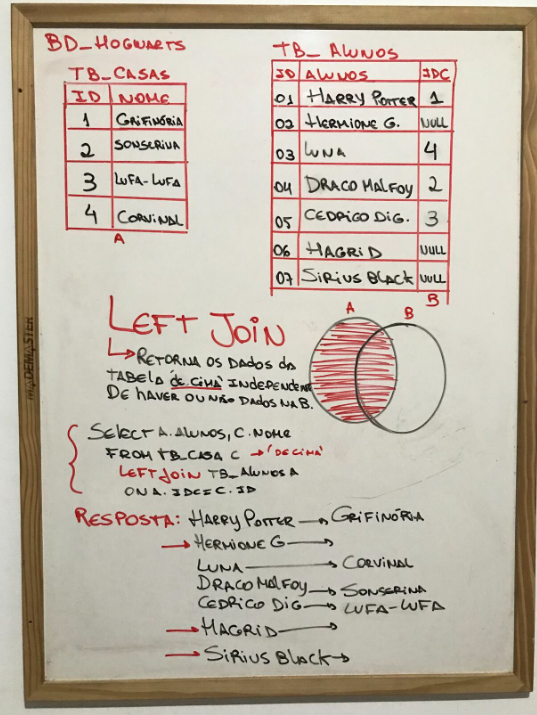 BD_HOGWARTS
TB_CASAS
ID NOME
1 GRIFINÓRIA
2 SONSERINA
3 LUFA-LUFA
4 CORVINAL
A
TB_ALUNOS
ID ALUNOS IDC
01 HARRY POTTER 1
02 HERMIONE G. NULL
03 LUNA 4
04 DRACO MALFOY 2
05 CEDRICO DIG. 3
06 HAGRID NULL
07 SIRIUS BLACK NULL
B
LEFT JOIN
A B
RETORNA OS DADOS DA
TABELA 'DE CIMA' INDEPENDENTE
DE HAVER OU NÃO DADOS NA B.
SELECT A.ALUNOS, C.NOME
FROM TB_CASA C → 'DE CIMA'
LEFT JOIN TB_ALUNOS A
ON A.IDC = C.ID
RESPOSTA: HARRY POTTER → GRIFINÓRIA
→ HERMIONE G →
LUNA → CORVINAL
DRACO MALFOY → SONSERINA
CEDRICO DIG → LUFA-LUFA
→ HAGRID →
→ SIRIUS BLACK →